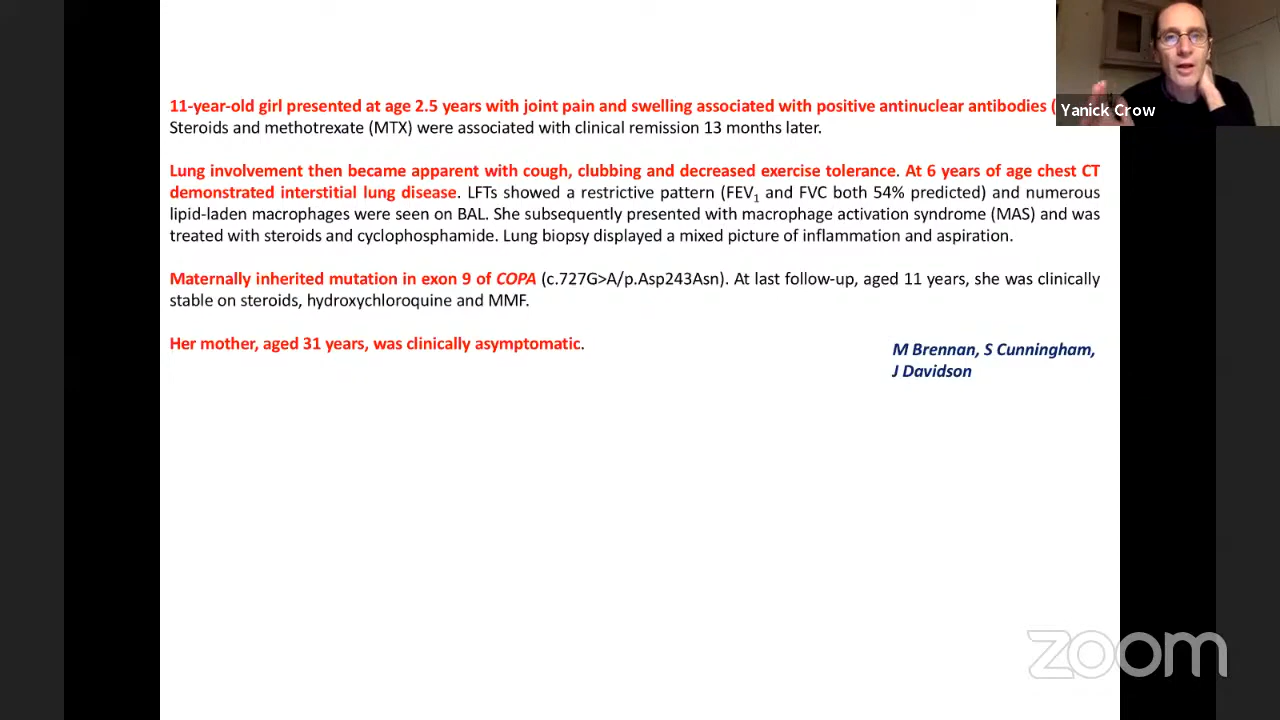 11-year-old girl presented at age 2.5 years with joint pain and swelling associated with positive antinuclear antibodies (
Steroids and methotrexate (MTX) were associated with clinical remission 13 months later.
Lung involvement then became apparent with cough, clubbing and decreased exercise tolerance. At 6 years of age chest CT
demonstrated interstitial lung disease. LFTs showed a restrictive pattern (FEV1 and FVC both 54% predicted) and numerous
lipid-laden macrophages were seen on BAL. She subsequently presented with macrophage activation syndrome (MAS) and was
treated with steroids and cyclophosphamide. Lung biopsy displayed a mixed picture of inflammation and aspiration.
Maternally inherited mutation in exon 9 of COPA (c.727G>A/p.Asp243Asn). At last follow-up, aged 11 years, she was clinically
stable on steroids, hydroxychloroquine and MMF.
Her mother, aged 31 years, was clinically asymptomatic.
M Brennan, S Cunningham,
J Davidson
Yanick Crow
zoom